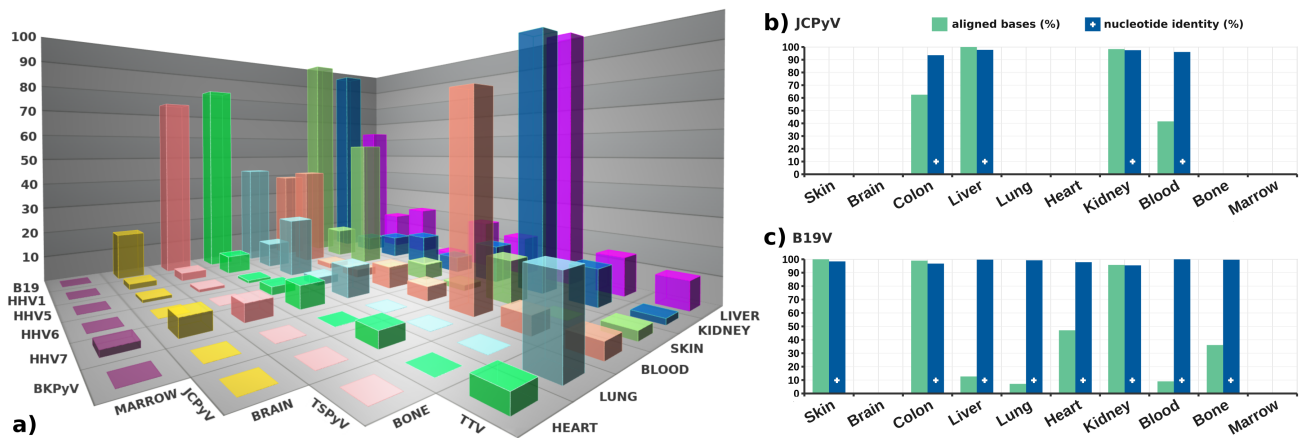 100
90
80
70
60
50
40
30
20
10
B19
HHV1
HHV5
HHV6
HHV7
BKPyV
JCPyV
TSPyV
TTV
MARROW
BRAIN
BONE
HEART
LUNG
BLOOD
SKIN
KIDNEY
LIVER
a)
b) JCPyV
aligned bases (%) nucleotide identity (%)
100
90
80
70
60
50
40
30
20
10
0
Skin Brain Colon Liver Lung Heart Kidney Blood Bone Marrow
c) B19V
100
90
80
70
60
50
40
30
20
10
0
Skin Brain Colon Liver Lung Heart Kidney Blood Bone Marrow